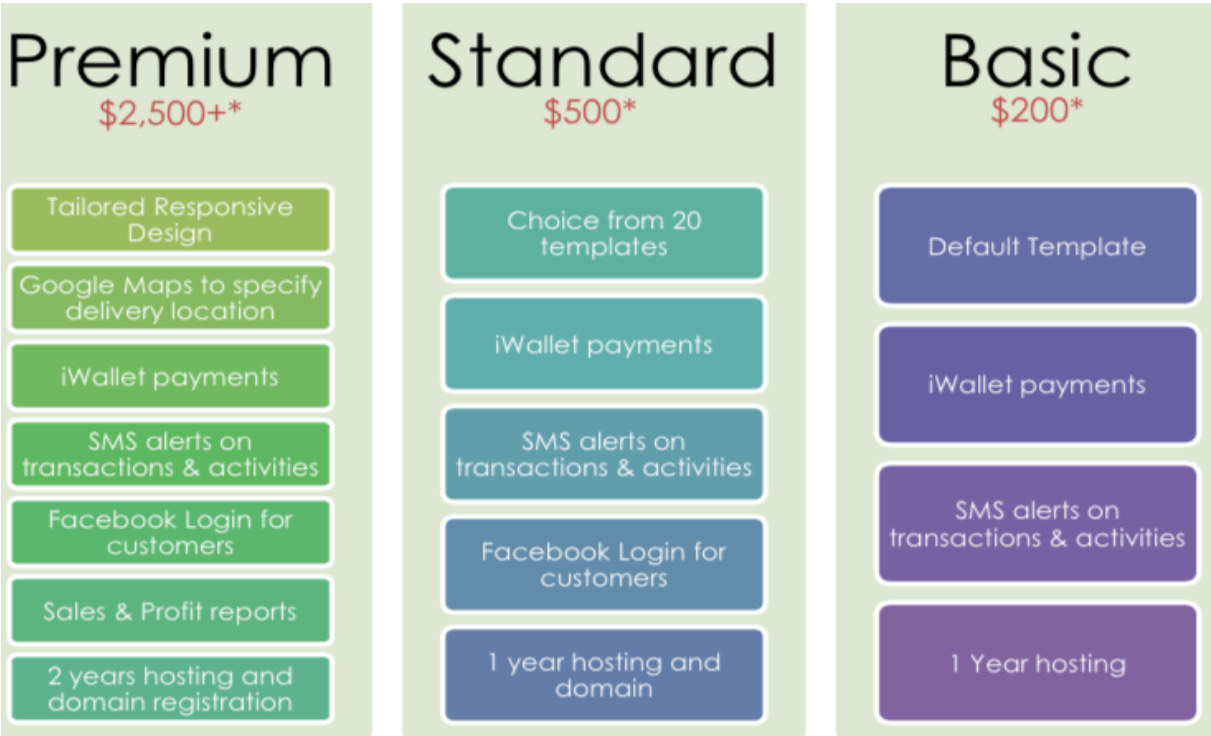 Premium
$2,500+*
Tailored Responsive
Design
Google Maps to specify
delivery location
iWallet payments
SMS alerts on
transactions & activities
Facebook Login for
customers
Sales & Profit reports
2 years hosting and
domain registration
Standard
$500*
Choice from 20
templates
iWallet payments
SMS alerts on
transactions & activities
Facebook Login for
customers
1 year hosting and
domain
Basic
$200*
Default Template
iWallet payments
SMS alerts on
transactions & activities
1 Year hosting